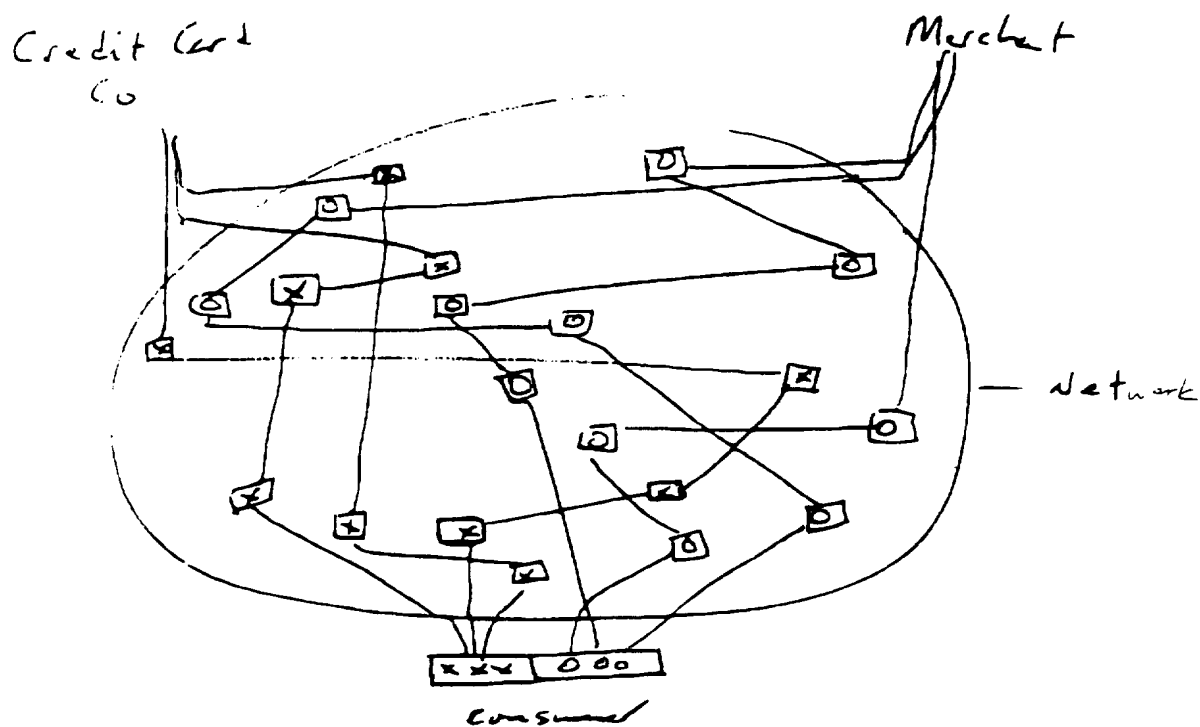 Credit Card
Co
Merchant
Network
x x x o o o
Consumer